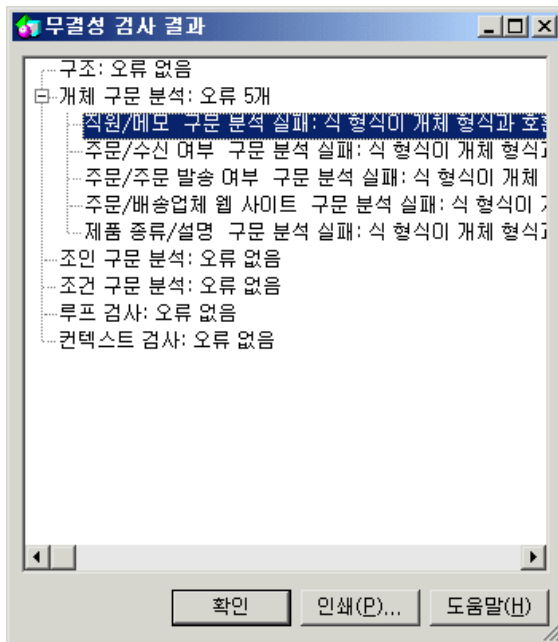 무결성 검사 결과
구조: 오류 없음
개체 구문 분석: 오류 5개
직원/메모 구문 분석 실패: 식 형식이 개체 형식과 호환
주문/수신 여부 구문 분석 실패: 식 형식이 개체 형식
주문/주문 발송 여부 구문 분석 실패: 식 형식이 개체
주문/배송업체 웹 사이트 구문 분석 실패: 식 형식이
제품 종류/설명 구문 분석 실패: 식 형식이 개체 형식
조인 구문 분석: 오류 없음
조건 구문 분석: 오류 없음
루프 검사: 오류 없음
컨텍스트 검사: 오류 없음
확인 인쇄(P)... 도움말(H)